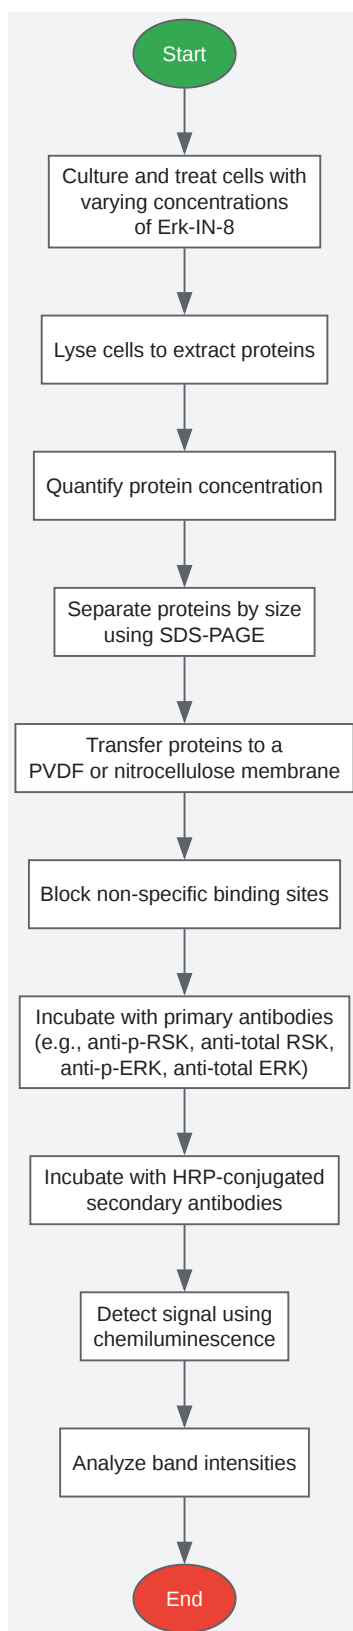 Start
Culture and treat cells with
varying concentrations
of Erk-IN-8
Lyse cells to extract proteins
Quantify protein concentration
Separate proteins by size
using SDS-PAGE
Transfer proteins to a
PVDF or nitrocellulose membrane
Block non-specific binding sites
Incubate with primary antibodies
(e.g., anti-p-RSK, anti-total RSK,
anti-p-ERK, anti-total ERK)
Incubate with HRP-conjugated
secondary antibodies
Detect signal using
chemiluminescence
Analyze band intensities
End